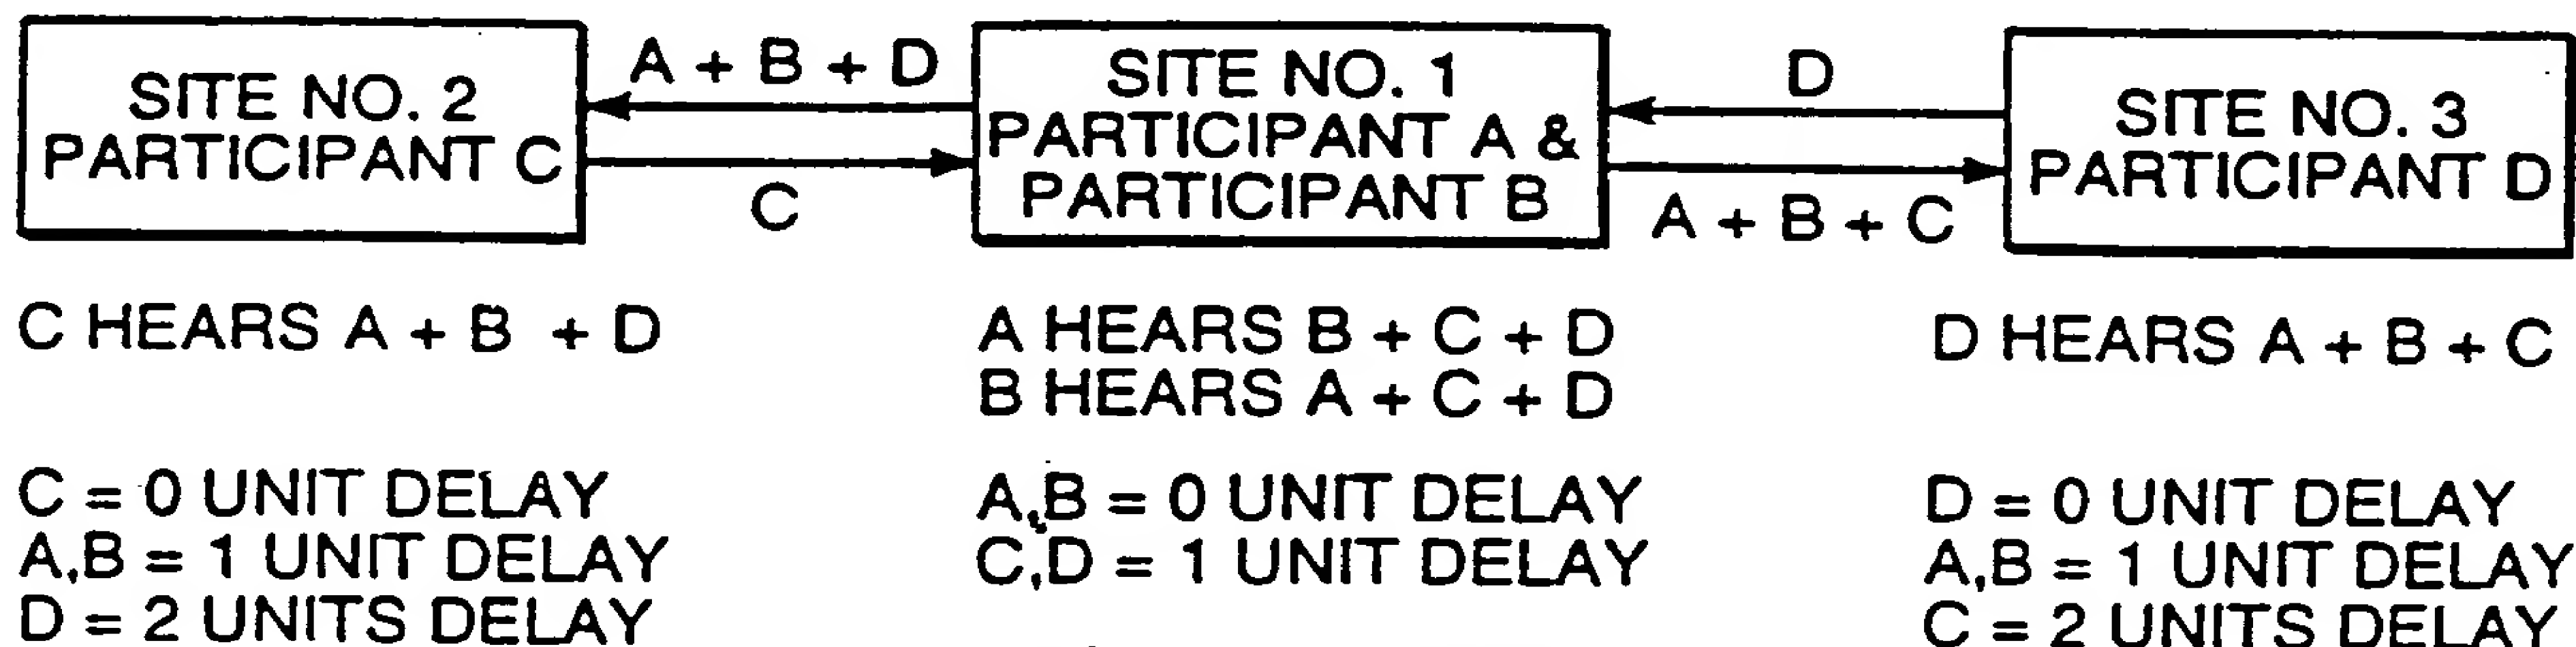 SITE NO. 2
PARTICIPANT C
A + B + D
C
SITE NO. 1
PARTICIPANT A &
PARTICIPANT B
D
A + B + C
SITE NO. 3
PARTICIPANT D
C HEARS A + B + D
A HEARS B + C + D
B HEARS A + C + D
D HEARS A + B + C
C = 0 UNIT DELAY
A,B = 1 UNIT DELAY
D = 2 UNITS DELAY
A,B = 0 UNIT DELAY
C,D = 1 UNIT DELAY
D = 0 UNIT DELAY
A,B = 1 UNIT DELAY
C = 2 UNITS DELAY